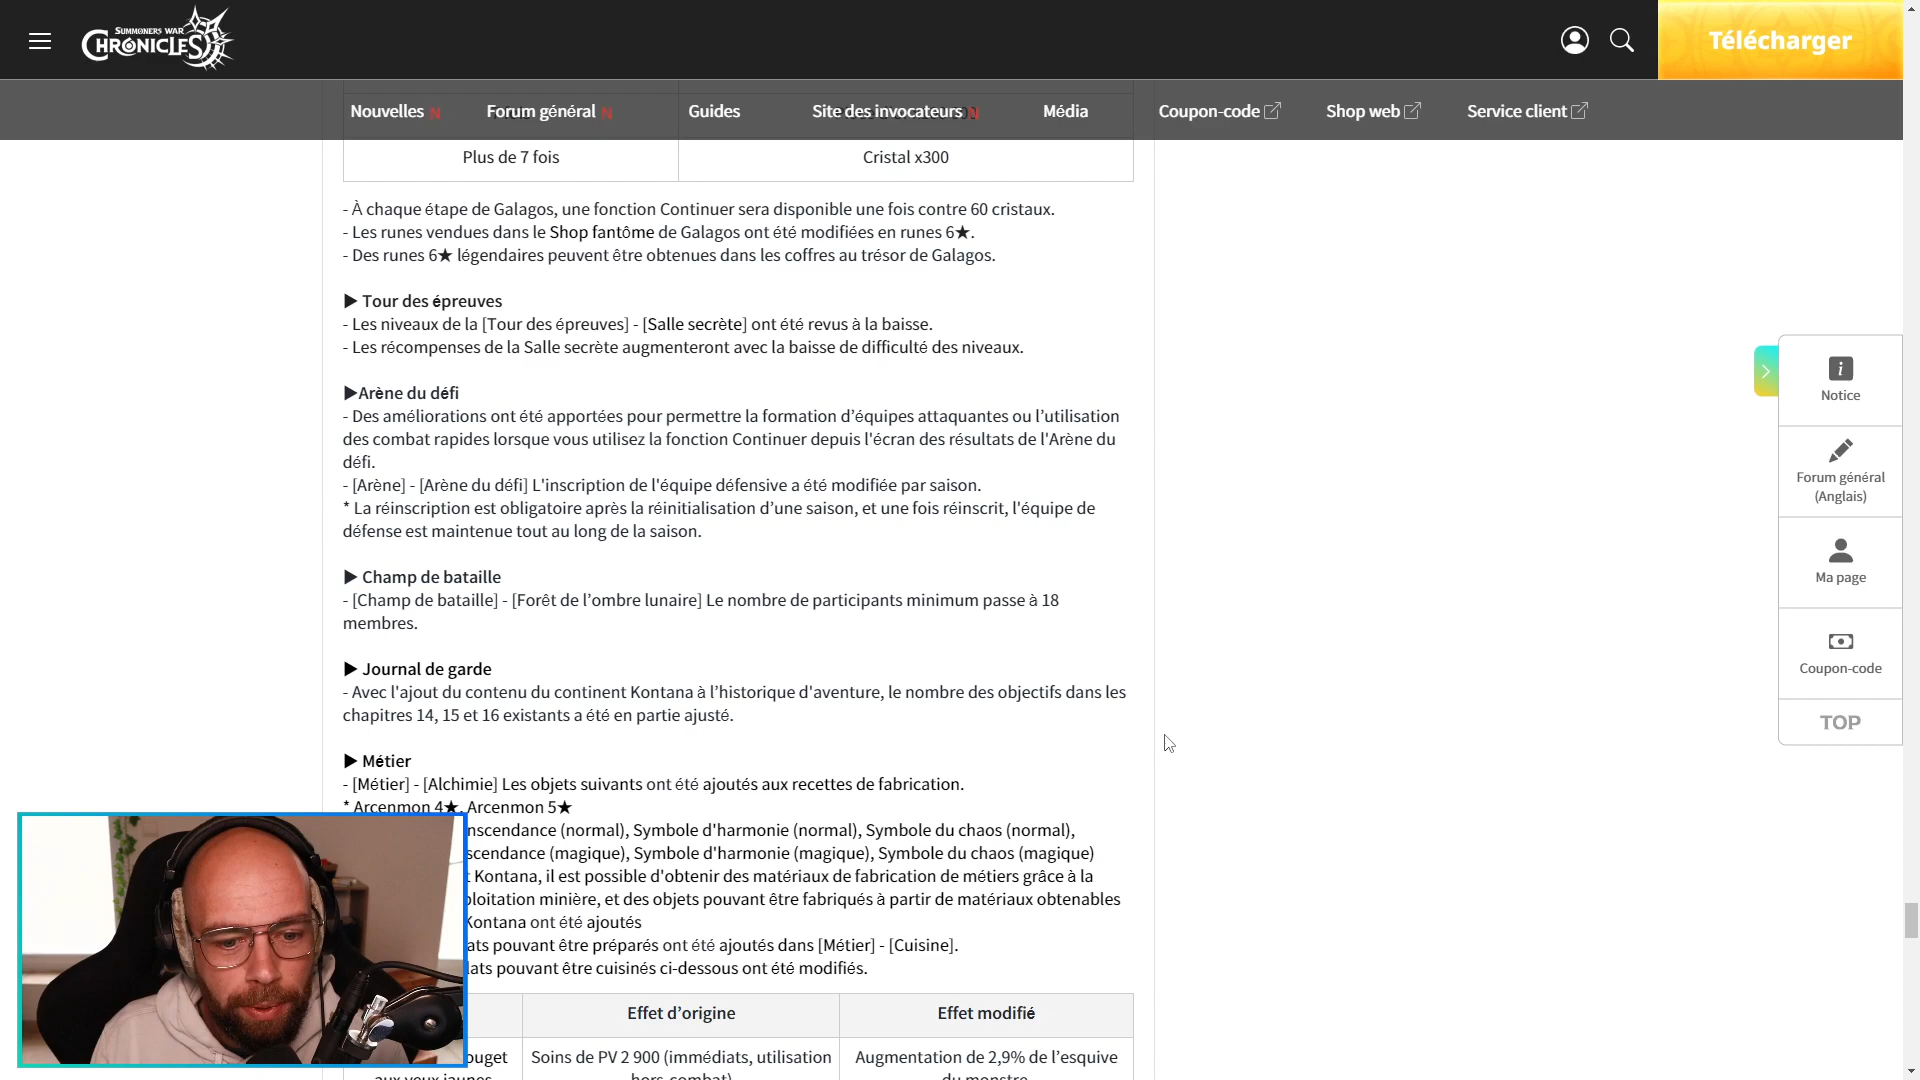 SUMMONERS WAR
CHRONICLES
Télécharger
Nouvelles N
Forum général N
Guides
Site des invocateurs N
Média
Coupon-code
Shop web
Service client
Plus de 7 fois
Cristal x300
- À chaque étape de Galagos, une fonction Continuer sera disponible une fois contre 60 cristaux.
- Les runes vendues dans le Shop fantôme de Galagos ont été modifiées en runes 6★.
- Des runes 6★ légendaires peuvent être obtenues dans les coffres au trésor de Galagos.
▶ Tour des épreuves
- Les niveaux de la [Tour des épreuves] - [Salle secrète] ont été revus à la baisse.
- Les récompenses de la Salle secrète augmenteront avec la baisse de difficulté des niveaux.
▶Arène du défi
- Des améliorations ont été apportées pour permettre la formation d’équipes attaquantes ou l’utilisation
des combat rapides lorsque vous utilisez la fonction Continuer depuis l'écran des résultats de l'Arène du
défi.
- [Arène] - [Arène du défi] L'inscription de l'équipe défensive a été modifiée par saison.
* La réinscription est obligatoire après la réinitialisation d’une saison, et une fois réinscrit, l'équipe de
défense est maintenue tout au long de la saison.
▶ Champ de bataille
- [Champ de bataille] - [Forêt de l’ombre lunaire] Le nombre de participants minimum passe à 18
membres.
▶ Journal de garde
- Avec l'ajout du contenu du continent Kontana à l’historique d'aventure, le nombre des objectifs dans les
chapitres 14, 15 et 16 existants a été en partie ajusté.
▶ Métier
- [Métier] - [Alchimie] Les objets suivants ont été ajoutés aux recettes de fabrication.
* Arcenmon 4★, Arcenmon 5★
nscendance (normal), Symbole d'harmonie (normal), Symbole du chaos (normal),
scendance (magique), Symbole d'harmonie (magique), Symbole du chaos (magique)
t Kontana, il est possible d'obtenir des matériaux de fabrication de métiers grâce à la
ploitation minière, et des objets pouvant être fabriqués à partir de matériaux obtenables
Kontana ont été ajoutés
ats pouvant être préparés ont été ajoutés dans [Métier] - [Cuisine].
lats pouvant être cuisinés ci-dessous ont été modifiés.
Effet d’origine
Effet modifié
ouget
Soins de PV 2 900 (immédiats, utilisation
Augmentation de 2,9% de l’esquive
aux yeux jaunes
hors-combat)
du monstre
Notice
Forum général
(Anglais)
Ma page
Coupon-code
TOP